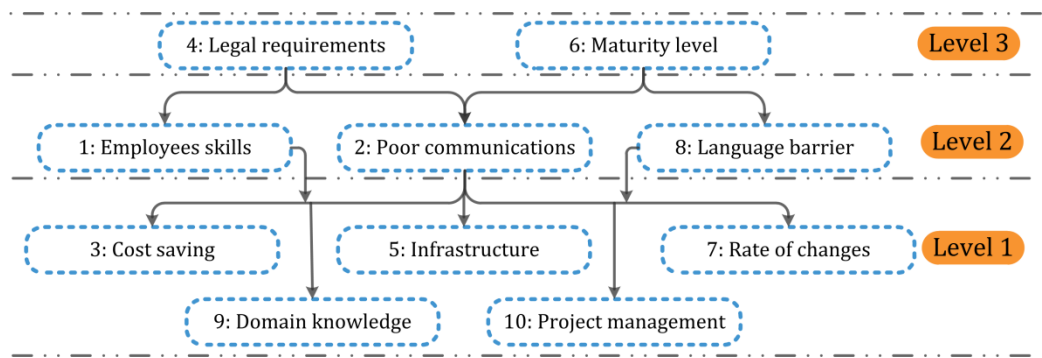 4: Legal requirements
6: Maturity level
Level 3
1: Employees skills
2: Poor communications
8: Language barrier
Level 2
3: Cost saving
5: Infrastructure
7: Rate of changes
Level 1
9: Domain knowledge
10: Project management